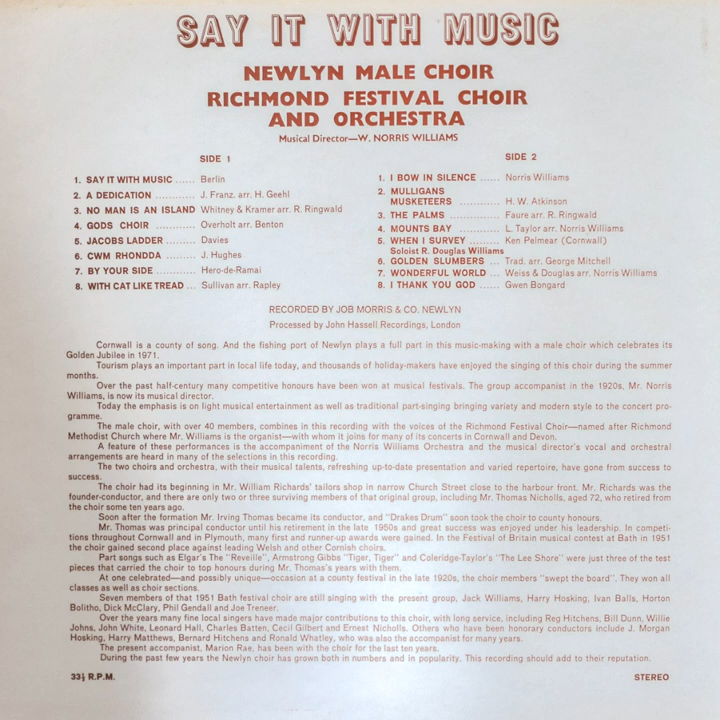 SAY IT WITH MUSIC
NEWLYN MALE CHOIR
RICHMOND FESTIVAL CHOIR
AND ORCHESTRA
Musical Director—W. NORRIS WILLIAMS
SIDE 1
1. SAY IT WITH MUSIC ...... Berlin
2. A DEDICATION ............ J. Franz. arr. H. Geehl
3. NO MAN IS AN ISLAND Whitney & Kramer arr. R. Ringwald
4. GODS CHOIR ............ Overholt arr. Benton
5. JACOBS LADDER ......... Davies
6. CWM RHONDDA ......... J. Hughes
7. BY YOUR SIDE ............ Hero-de-Ramai
8. WITH CAT LIKE TREAD ... Sullivan arr. Rapley
SIDE 2
1. I BOW IN SILENCE ...... Norris Williams
2. MULLIGANS
MUSKETEERS ............ H. W. Atkinson
3. THE PALMS .............. Faure arr. R. Ringwald
4. MOUNTS BAY ............ L. Taylor arr. Norris Williams
5. WHEN I SURVEY ......... Ken Pelmear (Cornwall)
Soloist R. Douglas Williams
6. GOLDEN SLUMBERS ... Trad. arr. George Mitchell
7. WONDERFUL WORLD ... Weiss & Douglas arr. Norris Williams
8. I THANK YOU GOD ...... Gwen Bongard
RECORDED BY JOB MORRIS & CO. NEWLYN
Processed by John Hassell Recordings, London
Cornwall is a county of song. And the fishing port of Newlyn plays a full part in this music-making with a male choir which celebrates its
Golden Jubilee in 1971.
Tourism plays an important part in local life today, and thousands of holiday-makers have enjoyed the singing of this choir during the summer
months.
Over the past half-century many competitive honours have been won at musical festivals. The group accompanist in the 1920s, Mr. Norris
Williams, is now its musical director.
Today the emphasis is on light musical entertainment as well as traditional part-singing bringing variety and modern style to the concert pro-
gramme.
The male choir, with over 40 members, combines in this recording with the voices of the Richmond Festival Choir—named after Richmond
Methodist Church where Mr. Williams is the organist—with whom it joins for many of its concerts in Cornwall and Devon.
A feature of these performances is the accompaniment of the Norris Williams Orchestra and the musical director's vocal and orchestral
arrangements are heard in many of the selections in this recording.
The two choirs and orchestra, with their musical talents, refreshing up-to-date presentation and varied repertoire, have gone from success to
success.
The choir had its beginning in Mr. William Richards' tailors shop in narrow Church Street close to the harbour front. Mr. Richards was the
founder-conductor, and there are only two or three surviving members of that original group, including Mr. Thomas Nicholls, aged 72, who retired from
the choir some ten years ago.
Soon after the formation Mr. Irving Thomas became its conductor, and "Drakes Drum" soon took the choir to county honours.
Mr. Thomas was principal conductor until his retirement in the late 1950s and great success was enjoyed under his leadership. In competi-
tions throughout Cornwall and in Plymouth, many first and runner-up awards were gained. In the Festival of Britain musical contest at Bath in 1951
the choir gained second place against leading Welsh and other Cornish choirs.
Part songs such as Elgar's The "Reveille", Armstrong Gibbs "Tiger, Tiger" and Coleridge-Taylor's "The Lee Shore" were just three of the test
pieces that carried the choir to top honours during Mr. Thomas's years with them.
At one celebrated—and possibly unique—occasion at a county festival in the late 1920s, the choir members "swept the board". They won all
classes as well as choir sections.
Seven members of that 1951 Bath festival choir are still singing with the present group, Jack Williams, Harry Hosking, Ivan Balls, Horton
Bolitho, Dick McClary, Phil Gendall and Joe Treneer.
Over the years many fine local singers have made major contributions to this choir, with long service, including Reg Hitchens, Bill Dunn, Willie
Johns, John White, Leonard Hall, Charles Batten, Cecil Gilbert and Ernest Nicholls. Others who have been honorary conductors include J. Morgan
Hosking, Harry Matthews, Bernard Hitchens and Ronald Whatley, who was also the accompanist for many years.
The present accompanist, Marion Rae, has been with the choir for the last ten years.
During the past few years the Newlyn choir has grown both in numbers and in popularity. This recording should add to their reputation.
33⅓ R.P.M.
STEREO